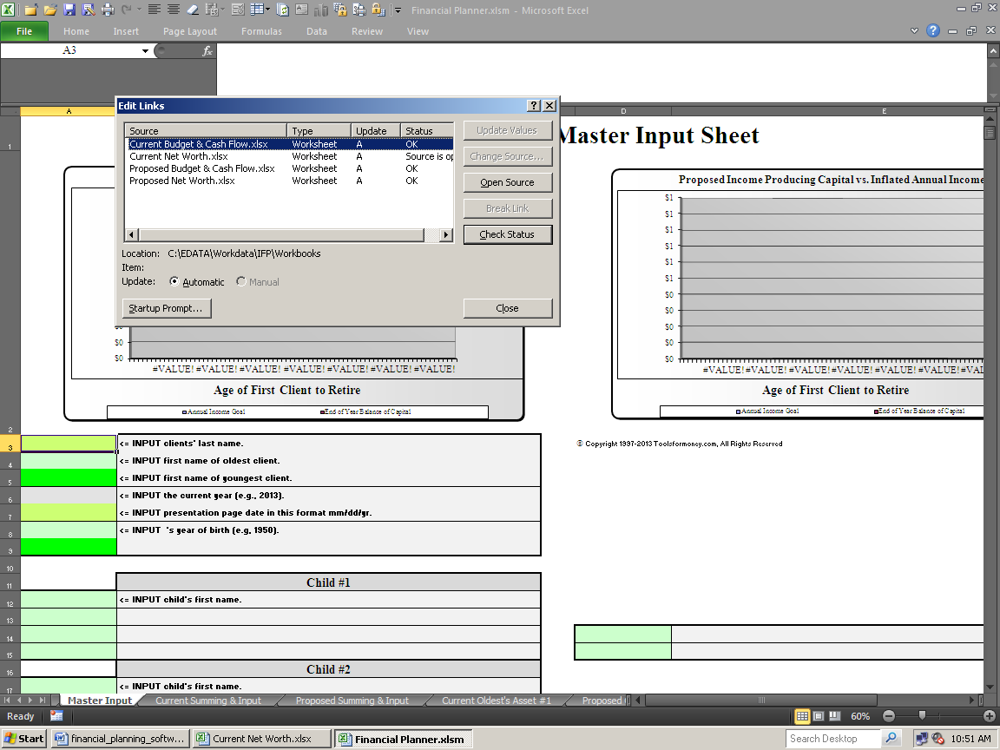 Financial Planner.xlsm - Microsoft Excel
File Home Insert Page Layout Formulas Data Review View
A3 fx
A D E
Edit Links
Source Type Update Status
Current Budget & Cash Flow.xlsx Worksheet A OK
Current Net Worth.xlsx Worksheet A Source is op
Proposed Budget & Cash Flow.xlsx Worksheet A OK
Proposed Net Worth.xlsx Worksheet A OK
Update Values
Change Source...
Open Source
Break Link
Check Status
Location: C:\EDATA\Workdata\IFP\Workbooks
Item:
Update: Automatic Manual
Startup Prompt... Close
1 Master Input Sheet
Proposed Income Producing Capital vs. Inflated Annual Income
$1
$1
$1
$1
$1
$1
$0
$0
$0
$0
$0
#VALUE! #VALUE! #VALUE! #VALUE! #VALUE! #VALU
Age of First Client to Retire
Annual Income Goal End of Year Balance of Capital
$0
$0
$0
#VALUE! #VALUE! #VALUE! #VALUE! #VALUE! #VALUE! #VALUE!
Age of First Client to Retire
Annual Income Goal End of Year Balance of Capital
2
3 <= INPUT clients' last name.
© Copyright 1997-2013 Toolsformoney.com, All Rights Reserved
4 <= INPUT first name of oldest client.
5 <= INPUT first name of youngest client.
6 <= INPUT the current year (e.g., 2013).
7 <= INPUT presentation page date in this format mm/dd/yr.
8 <= INPUT 's year of birth (e.g, 1950).
9
10
11 Child #1
12 <= INPUT child's first name.
13
14
15
16 Child #2
17 <= INPUT child's first name.
Master Input Current Summing & Input Proposed Summing & Input Current Oldest's Asset #1 Proposed
Ready 60%
Start financial_planning_softw... Current Net Worth.xlsx Financial Planner.xlsm Search Desktop 10:51 AM